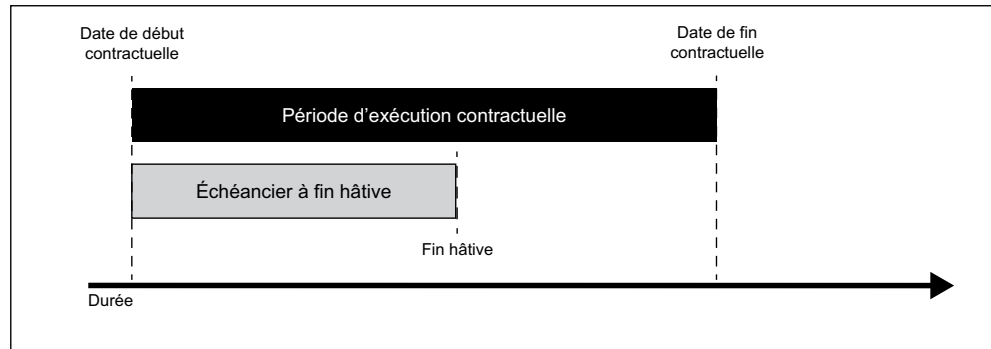 Date de début
contractuelle
Date de fin
contractuelle
Période d'exécution contractuelle
Échéancier à fin hâtive
Fin hâtive
Durée